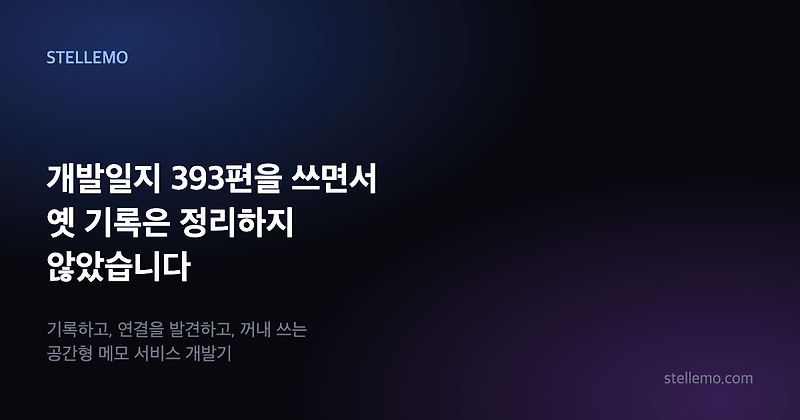 STELLEMO
개발일지 393편을 쓰면서
옛 기록은 정리하지
않았습니다
기록하고, 연결을 발견하고, 꺼내 쓰는
공간형 메모 서비스 개발기
stellemo.com